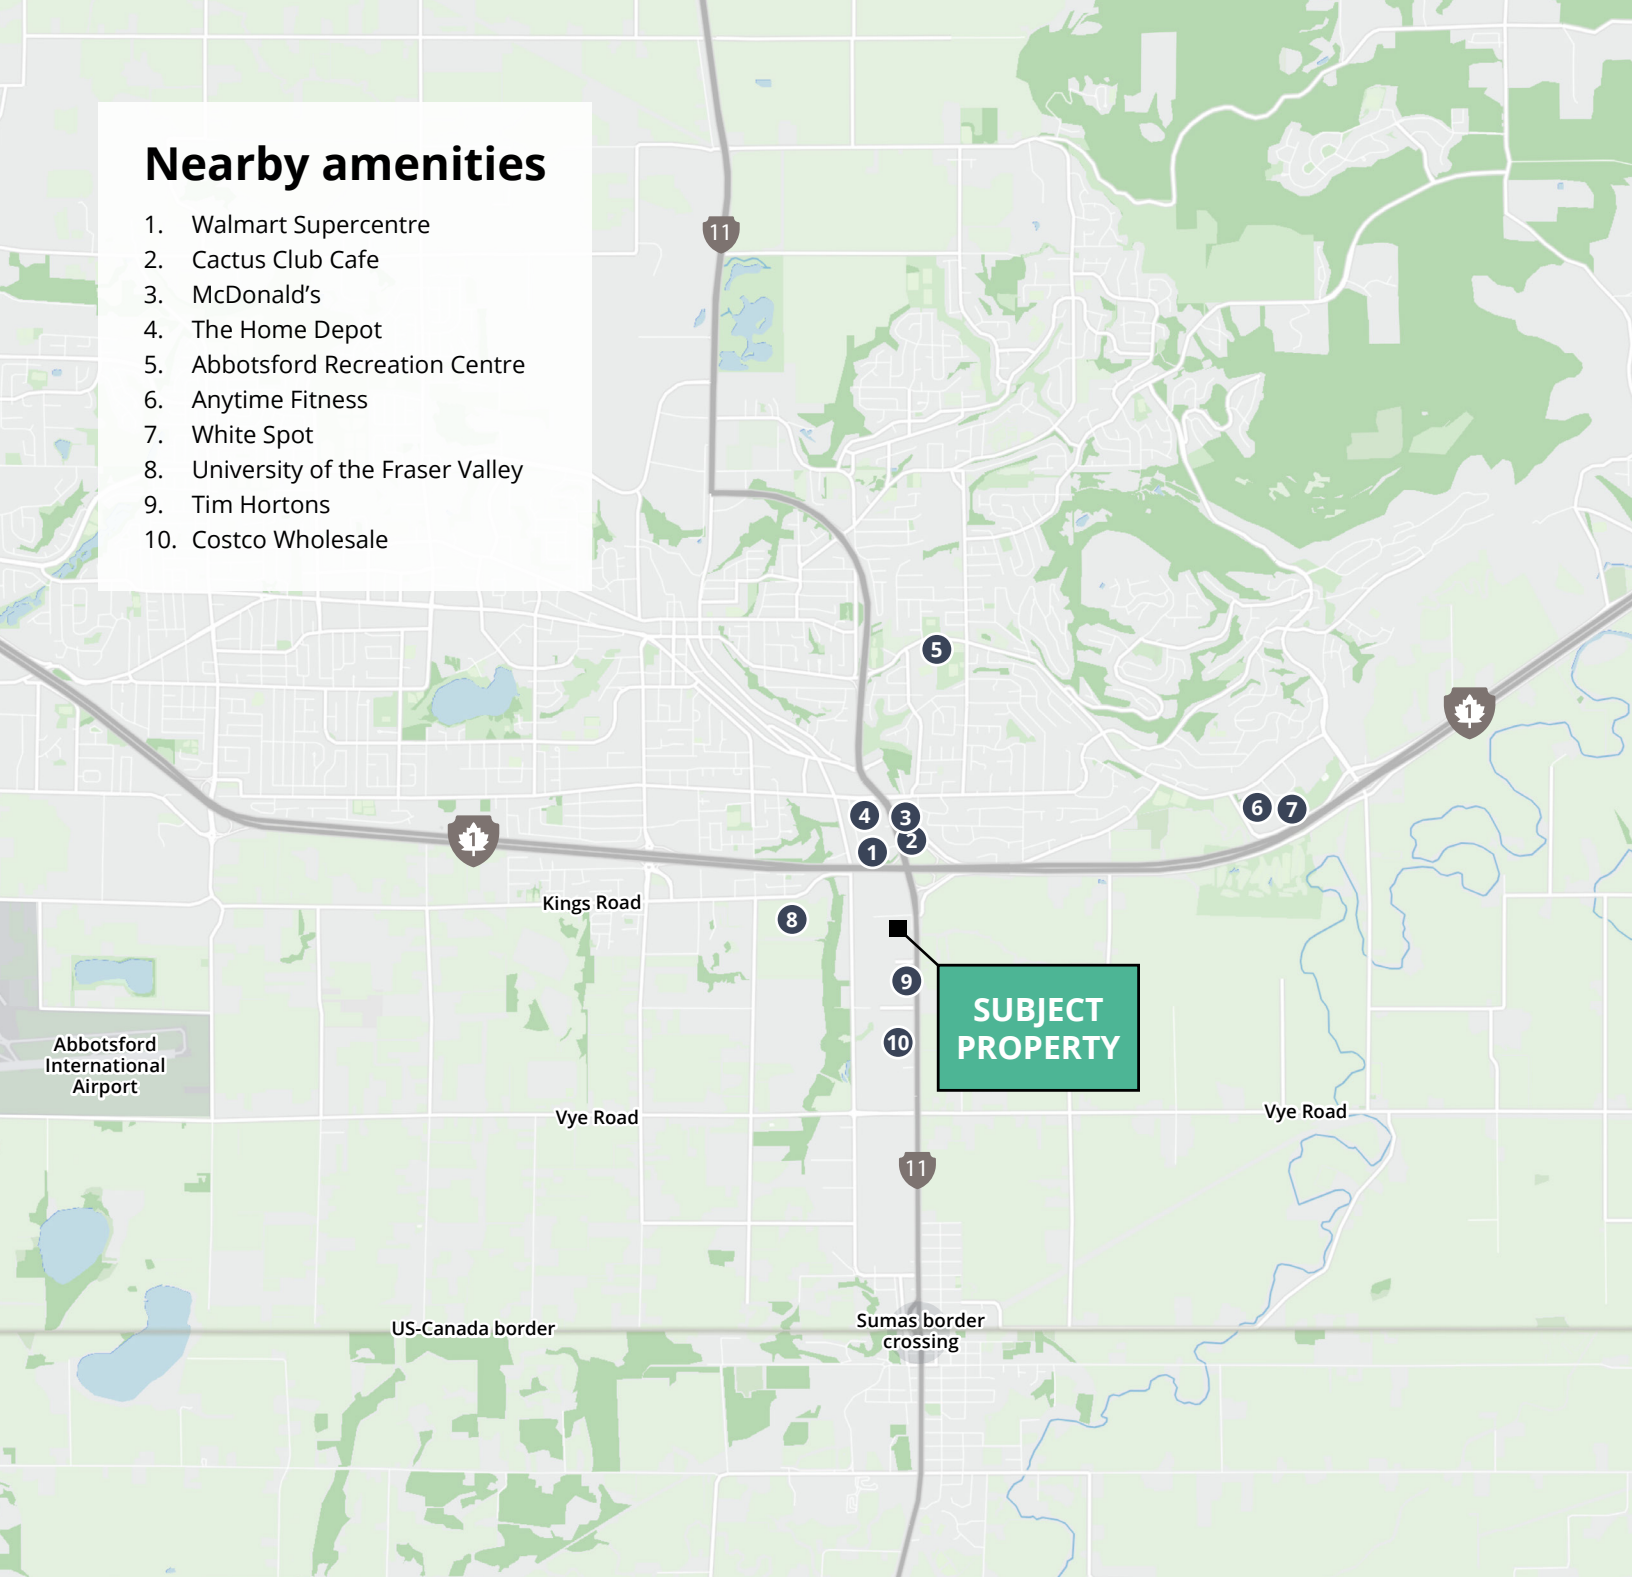 Nearby amenities
1. Walmart Supercentre
2. Cactus Club Cafe
3. McDonald’s
4. The Home Depot
5. Abbotsford Recreation Centre
6. Anytime Fitness
7. White Spot
8. University of the Fraser Valley
9. Tim Hortons
10. Costco Wholesale
11
5
1
6
7
4
3
2
1
1
Kings Road
8
9
10
SUBJECT
PROPERTY
Abbotsford
International
Airport
Vye Road
Vye Road
11
US-Canada border
Sumas border
crossing